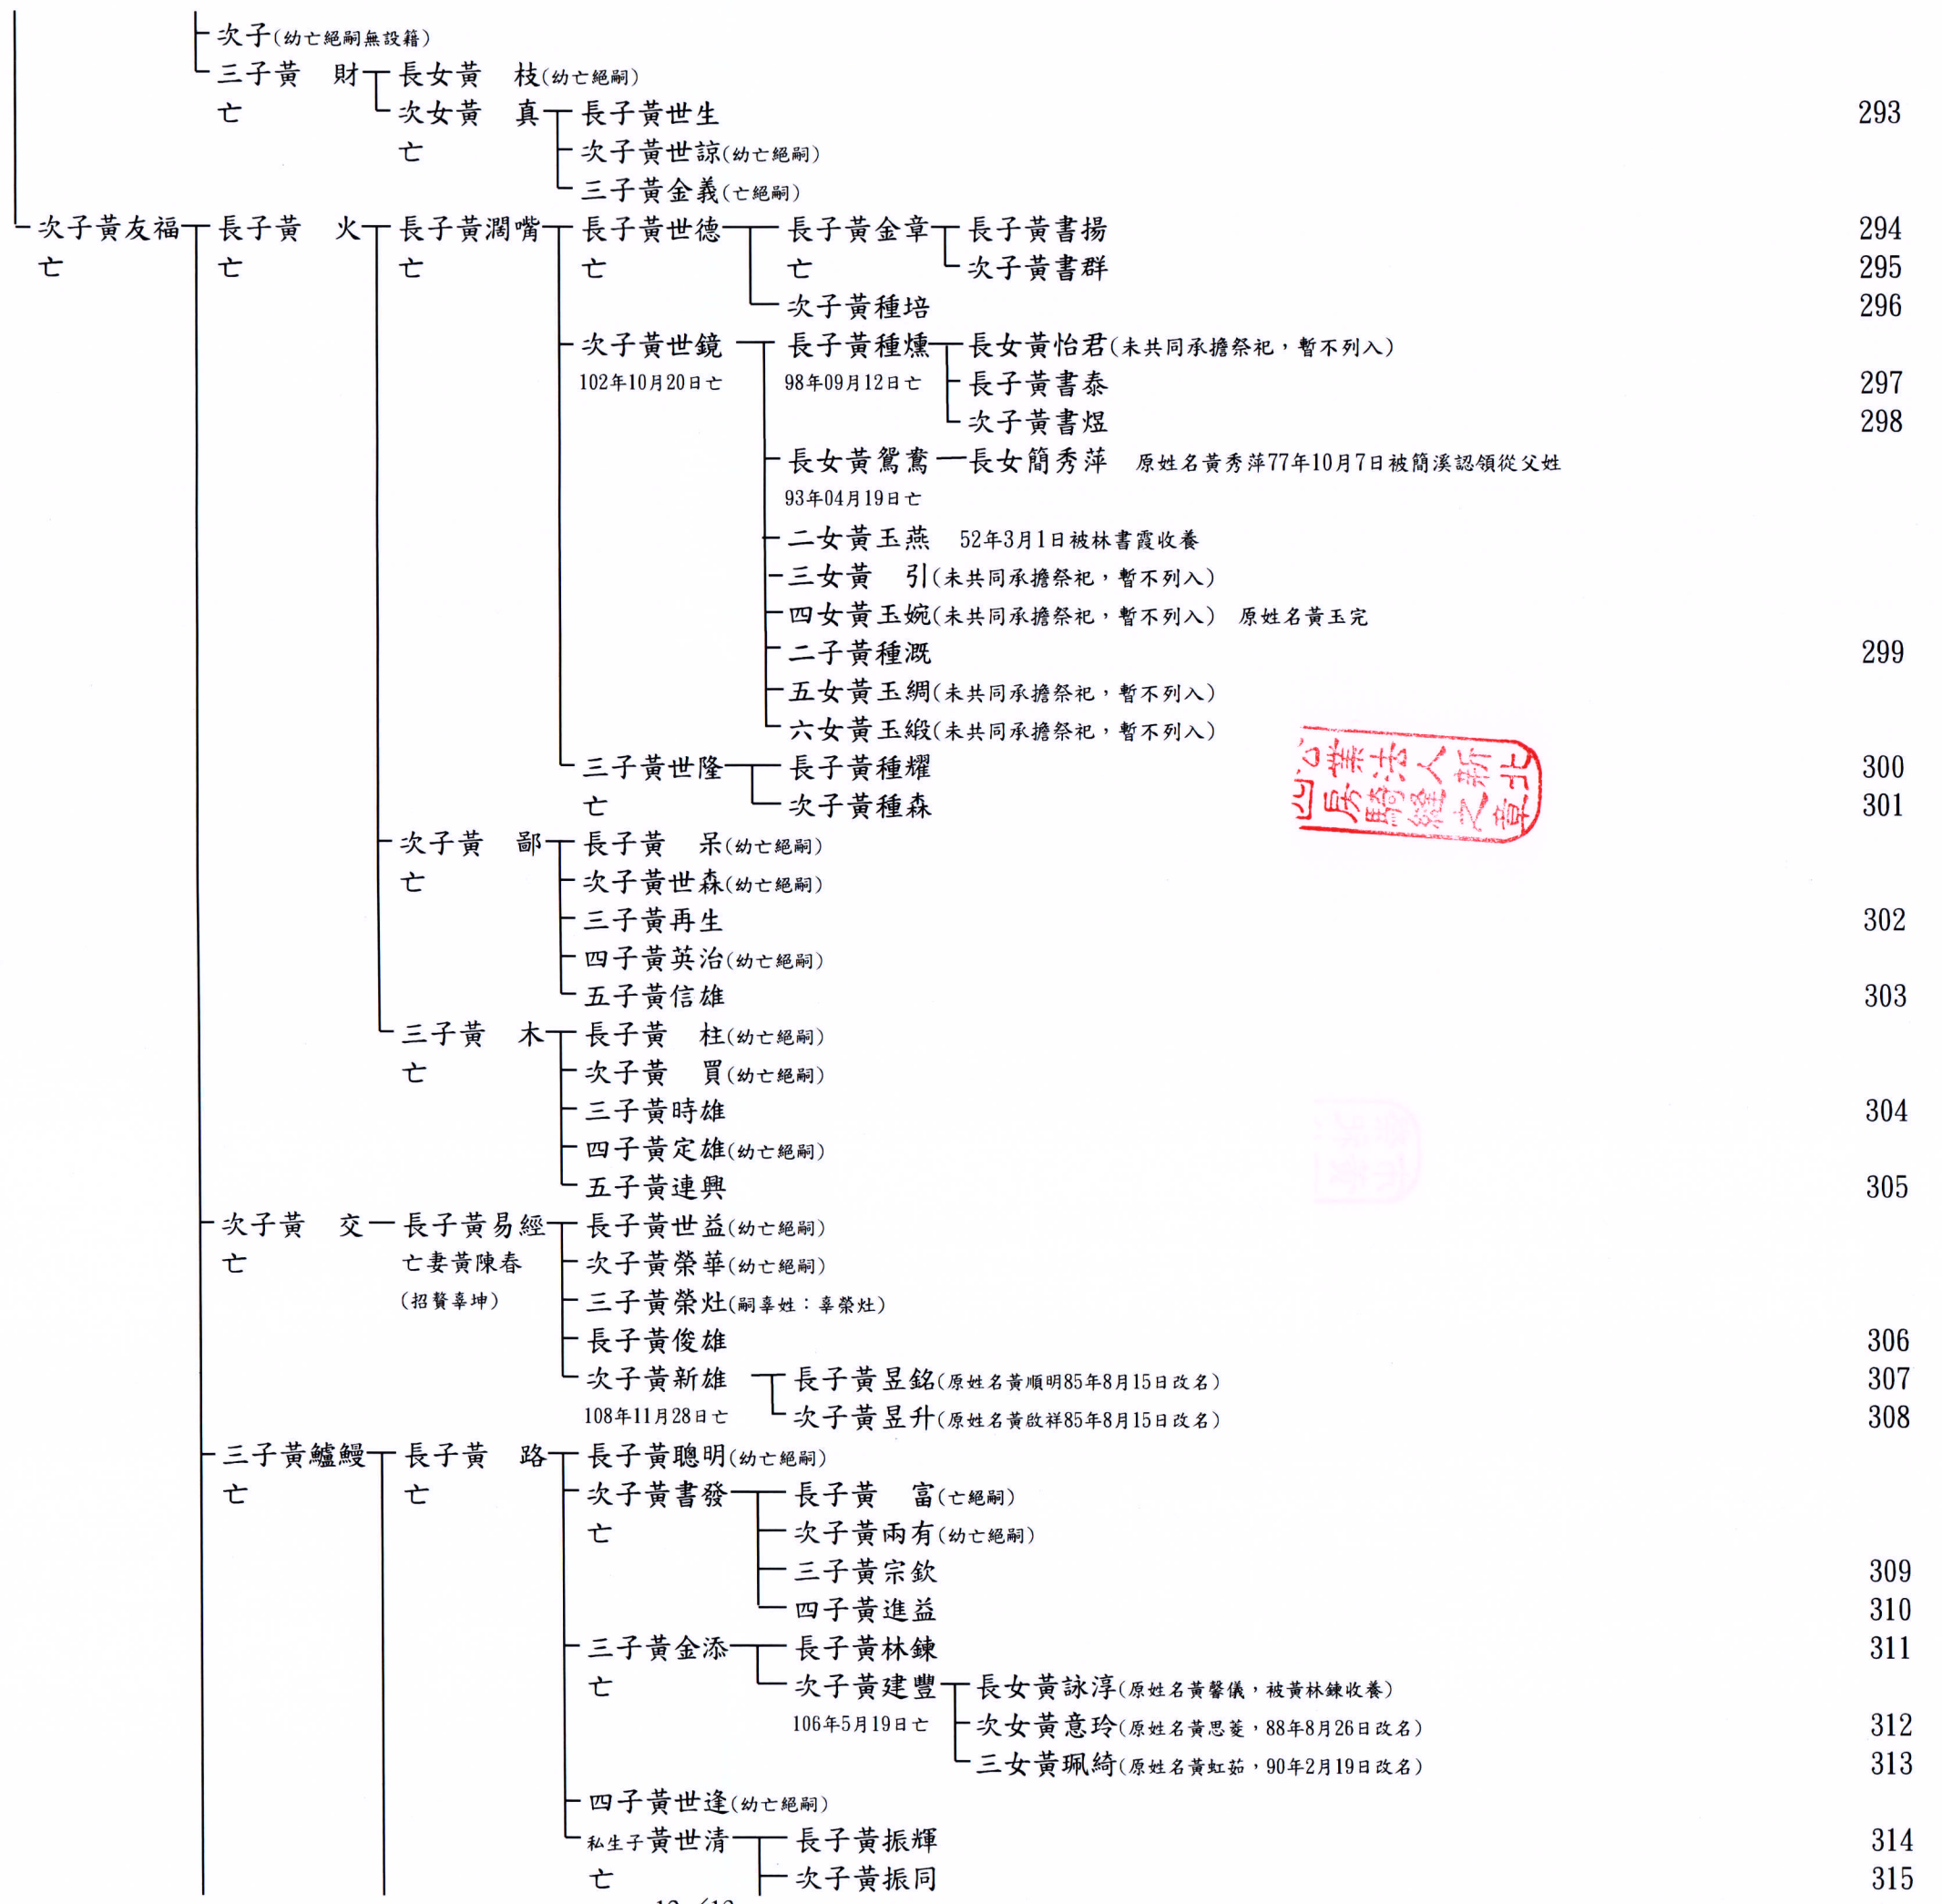 次子(幼亡絕嗣無設籍)
三子黃　財 長女黃　枝(幼亡絕嗣)
亡 次女黃　真 長子黃世生 293
亡 次子黃世諒(幼亡絕嗣)
三子黃金義(亡絕嗣)
次子黃友福 長子黃　火 長子黃濶嘴 長子黃世德 長子黃金章 長子黃書揚 294
亡 亡 亡 亡 亡 次子黃書群 295
次子黃種培 296
次子黃世鏡 長子黃種燻 長女黃怡君(未共同承擔祭祀，暫不列入)
102年10月20日亡 98年09月12日亡 長子黃書泰 297
次子黃書煜 298
長女黃鴛鴦 長女簡秀萍 原姓名黃秀萍77年10月7日被簡溪認領從父姓
93年04月19日亡
二女黃玉燕 52年3月1日被林書霞收養
三女黃　引(未共同承擔祭祀，暫不列入)
四女黃玉婉(未共同承擔祭祀，暫不列入) 原姓名黃玉完
二子黃種溉 299
五女黃玉綢(未共同承擔祭祀，暫不列入)
六女黃玉緞(未共同承擔祭祀，暫不列入)
三子黃世隆 長子黃種耀 300
亡 次子黃種森 301
次子黃　鄙 長子黃　呆(幼亡絕嗣)
亡 次子黃世森(幼亡絕嗣)
三子黃再生 302
四子黃英治(幼亡絕嗣)
五子黃信雄 303
三子黃　木 長子黃　柱(幼亡絕嗣)
亡 次子黃　買(幼亡絕嗣)
三子黃時雄 304
四子黃定雄(幼亡絕嗣)
五子黃連興 305
次子黃　交 長子黃易經 長子黃世益(幼亡絕嗣)
亡 亡妻黃陳春 次子黃榮華(幼亡絕嗣)
(招贅辜坤) 三子黃榮灶(嗣辜姓：辜榮灶)
長子黃俊雄 306
次子黃新雄 長子黃昱銘(原姓名黃順明85年8月15日改名) 307
108年11月28日亡 次子黃昱升(原姓名黃啟祥85年8月15日改名) 308
三子黃鱸鰻 長子黃　路 長子黃聰明(幼亡絕嗣)
亡 亡 次子黃書發 長子黃　富(亡絕嗣)
亡 次子黃兩有(幼亡絕嗣)
三子黃宗欽 309
四子黃進益 310
三子黃金添 長子黃林鍊 311
亡 次子黃建豐 長女黃詠淳(原姓名黃馨儀，被黃林鍊收養)
106年5月19日亡 次女黃意玲(原姓名黃思菱，88年8月26日改名) 312
三女黃珮綺(原姓名黃虹茹，90年2月19日改名) 313
四子黃世逢(幼亡絕嗣)
私生子黃世清 長子黃振輝 314
亡 次子黃振同 315
業法人新北
房騎縫之章